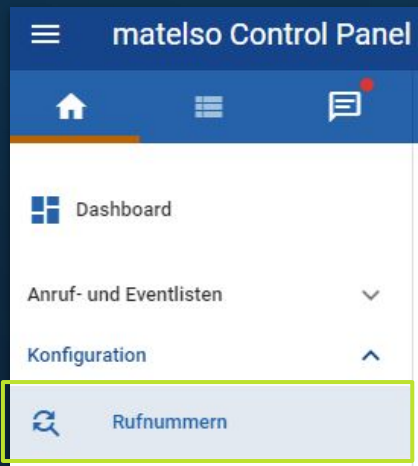 matelso Control Panel
Dashboard
Anruf- und Eventlisten
Konfiguration
Rufnummern